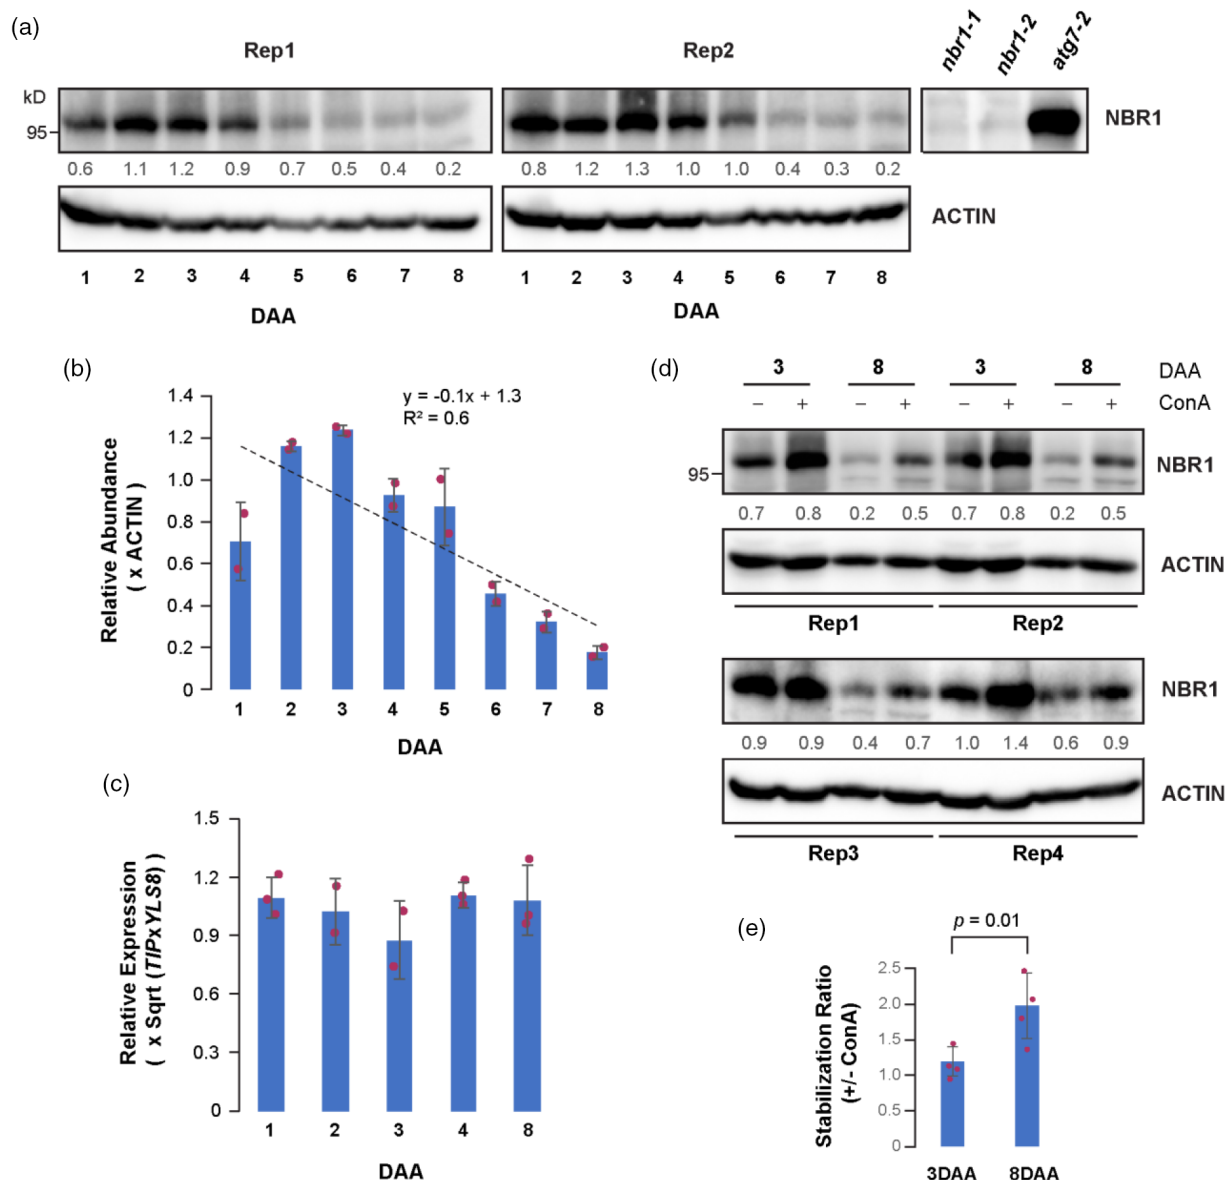 (a)
Rep1
Rep2
nbr1-1
nbr1-2
atg7-2
kD
95
NBR1
0.6 1.1 1.2 0.9 0.7 0.5 0.4 0.2
0.8 1.2 1.3 1.0 1.0 0.4 0.3 0.2
ACTIN
1 2 3 4 5 6 7 8
1 2 3 4 5 6 7 8
DAA
DAA
(b)
y = -0.1x + 1.3
R² = 0.6
Relative Abundance
( x ACTIN)
1.4
1.2
1.0
0.8
0.6
0.4
0.2
0
1 2 3 4 5 6 7 8
DAA
(c)
Relative Expression
( x Sqrt (TIPxYLS8))
1.5
1.2
0.9
0.6
0.3
0
1 2 3 4 8
DAA
(d)
3 8 3 8 DAA
– + – + – + – + ConA
95
NBR1
0.7 0.8 0.2 0.5 0.7 0.8 0.2 0.5
ACTIN
Rep1 Rep2
NBR1
0.9 0.9 0.4 0.7 1.0 1.4 0.6 0.9
ACTIN
Rep3 Rep4
(e)
p = 0.01
Stabilization Ratio
(+/- ConA)
2.5
2.0
1.5
1.0
0.5
0
3DAA 8DAA